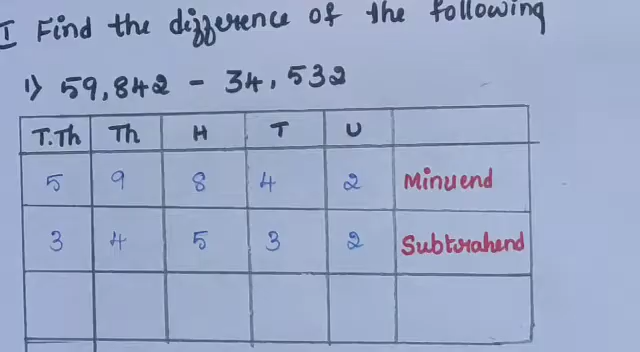 I Find the difference of the following
1) 59,842 - 34,532
T.Th Th H T U
5 9 8 4 2 Minuend
3 4 5 3 2 Subtrahend